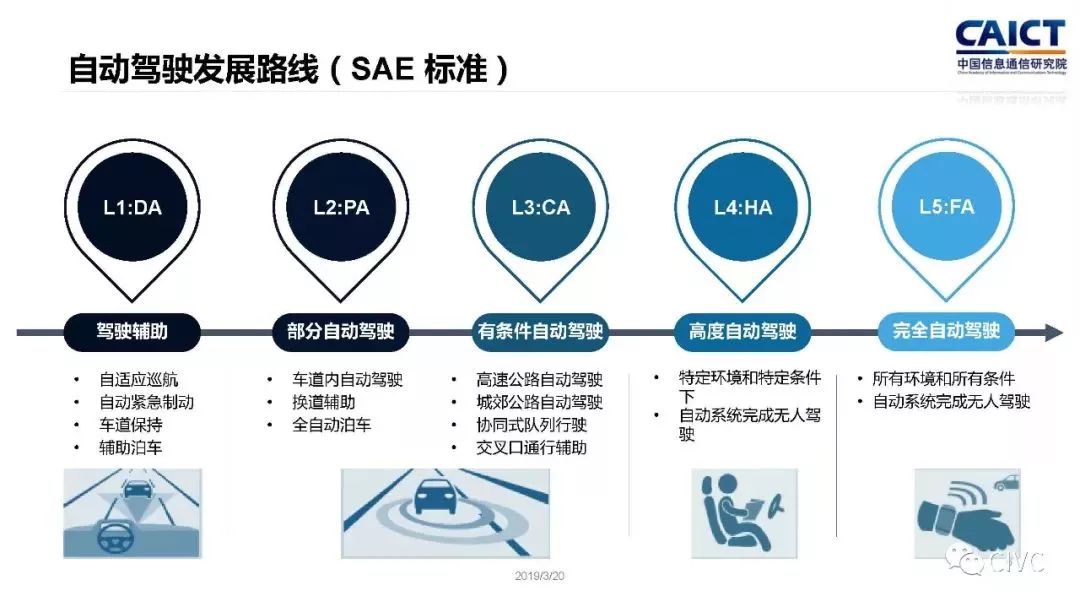 自动驾驶发展路线（SAE 标准）
CAICT
中国信息通信研究院
China Academy of Information and Communications Technology
L1:DA
L2:PA
L3:CA
L4:HA
L5:FA
驾驶辅助
部分自动驾驶
有条件自动驾驶
高度自动驾驶
完全自动驾驶
• 自适应巡航
• 自动紧急制动
• 车道保持
• 辅助泊车
• 车道内自动驾驶
• 换道辅助
• 全自动泊车
• 高速公路自动驾驶
• 城郊公路自动驾驶
• 协同式队列行驶
• 交叉口通行辅助
• 特定环境和特定条件
下
• 自动系统完成无人驾
驶
• 所有环境和所有条件
• 自动系统完成无人驾驶
2019/3/20
CIVC